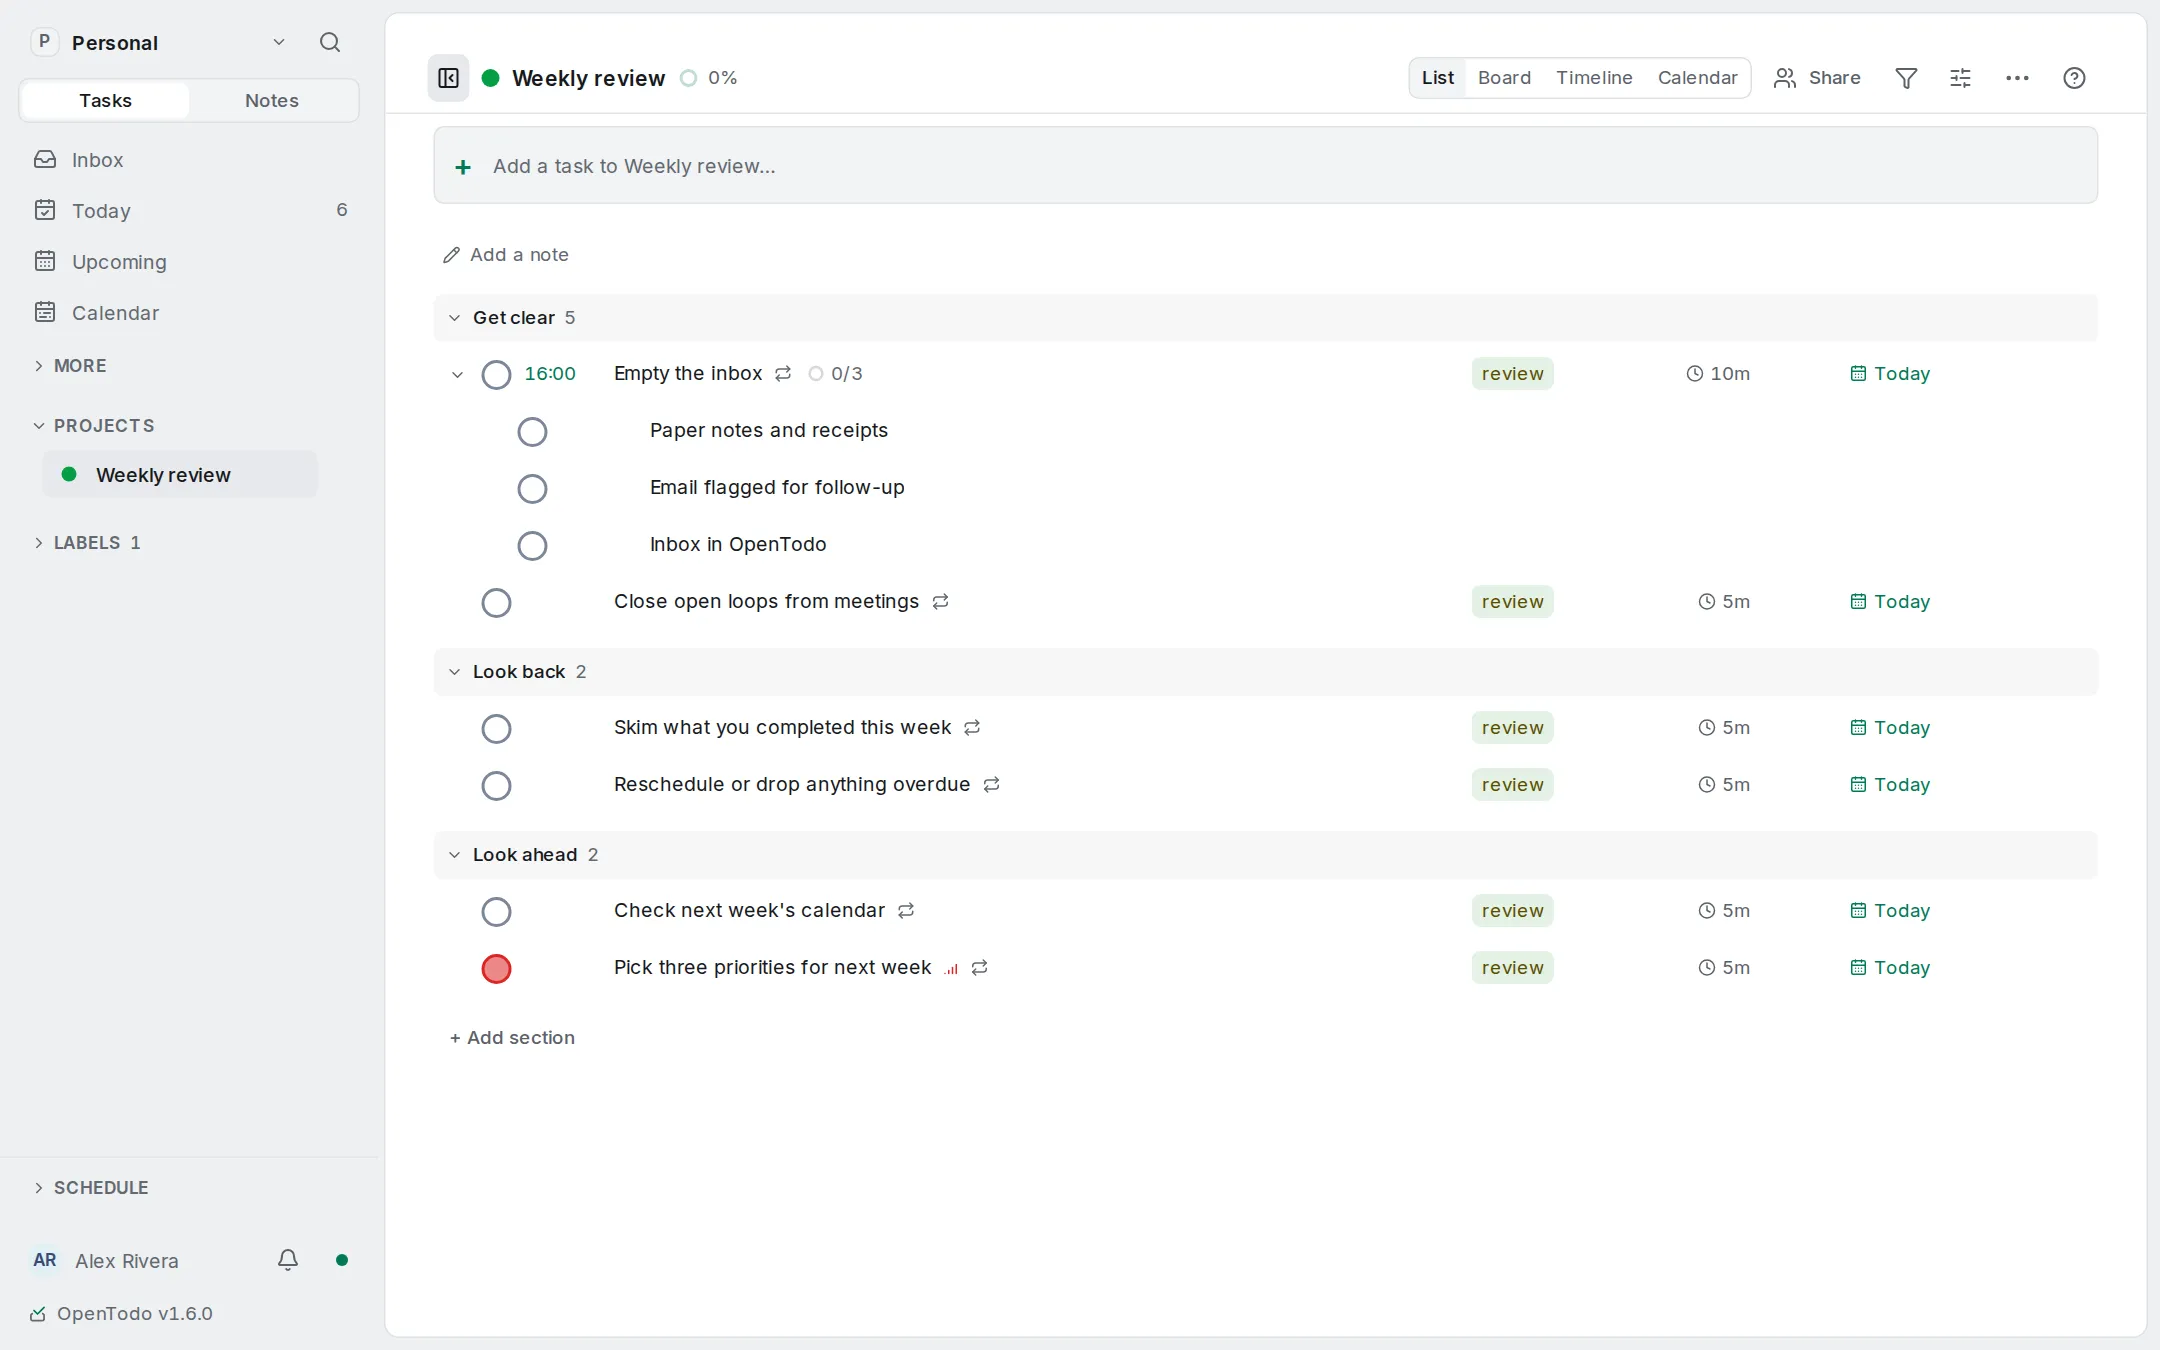 P Personal
Tasks Notes
Inbox
Today 6
Upcoming
Calendar
MORE
PROJECTS
Weekly review
LABELS 1
SCHEDULE
AR Alex Rivera
OpenTodo v1.6.0
Weekly review 0%
List Board Timeline Calendar Share
+ Add a task to Weekly review...
Add a note
Get clear 5
16:00 Empty the inbox 0/3 review 10m Today
Paper notes and receipts
Email flagged for follow-up
Inbox in OpenTodo
Close open loops from meetings review 5m Today
Look back 2
Skim what you completed this week review 5m Today
Reschedule or drop anything overdue review 5m Today
Look ahead 2
Check next week's calendar review 5m Today
Pick three priorities for next week review 5m Today
+ Add section